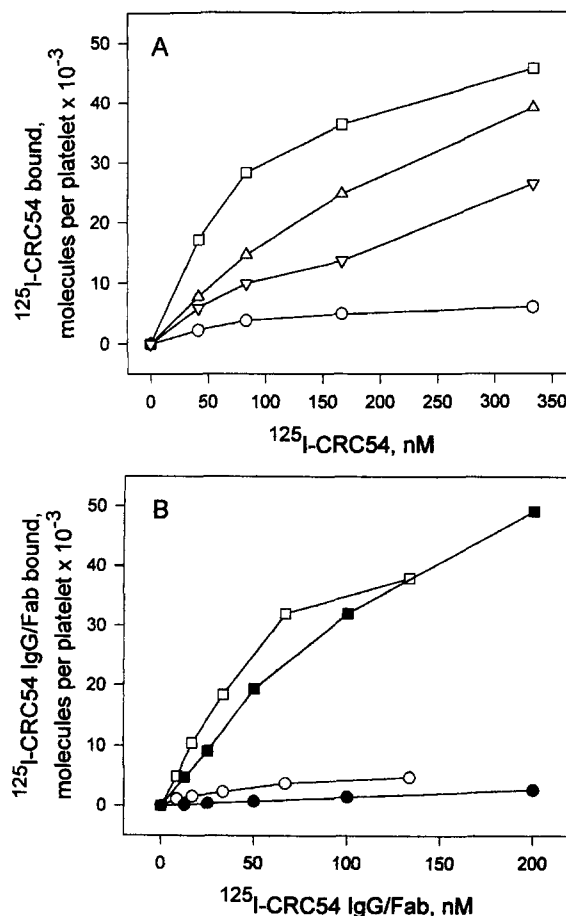 A
¹²⁵I-CRC54 bound,
molecules per platelet x 10⁻³
50
40
30
20
10
0
0 50 100 150 200 250 300 350
¹²⁵I-CRC54, nM
B
¹²⁵I-CRC54 IgG/Fab bound,
molecules per platelet x 10⁻³
50
40
30
20
10
0
0 50 100 150 200
¹²⁵I-CRC54 IgG/Fab, nM